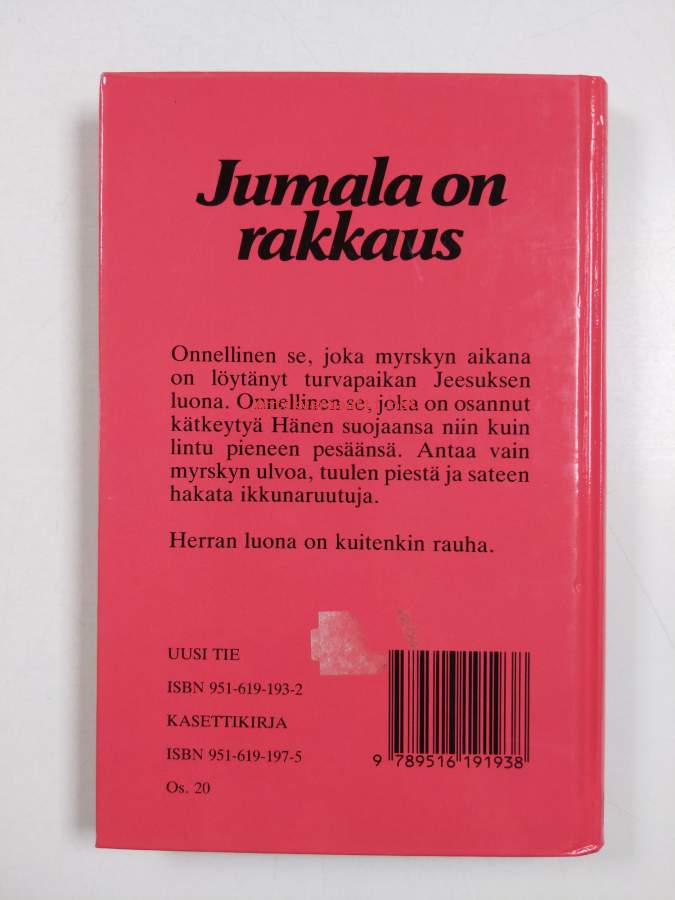 Jumala on
rakkaus
Onnellinen se, joka myrskyn aikana
on löytänyt turvapaikan Jeesuksen
luona. Onnellinen se, joka on osannut
kätkeytyä Hänen suojaansa niin kuin
lintu pieneen pesäänsä. Antaa vain
myrskyn ulvoa, tuulen piestä ja sateen
hakata ikkunaruutuja.
Herran luona on kuitenkin rauha.
UUSI TIE
ISBN 951-619-193-2
KASETTIKIRJA
ISBN 951-619-197-5
Os. 20
9 789516 191938